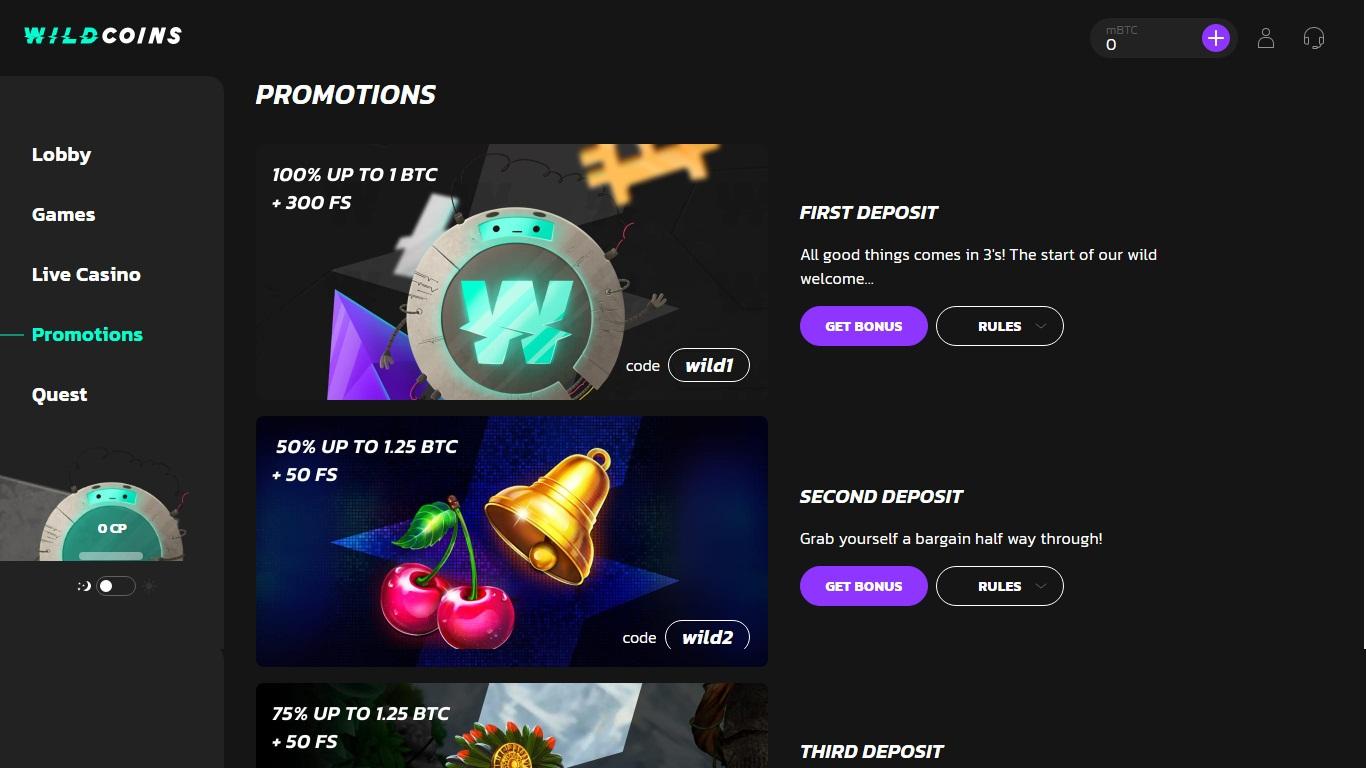 WILDCOINS
mBTC
0
Lobby
Games
Live Casino
Promotions
Quest
0 CP
PROMOTIONS
100% UP TO 1 BTC
+ 300 FS
W
code wild1
FIRST DEPOSIT
All good things comes in 3's! The start of our wild
welcome...
GET BONUS
RULES
50% UP TO 1.25 BTC
+ 50 FS
code wild2
SECOND DEPOSIT
Grab yourself a bargain half way through!
GET BONUS
RULES
75% UP TO 1.25 BTC
+ 50 FS
THIRD DEPOSIT